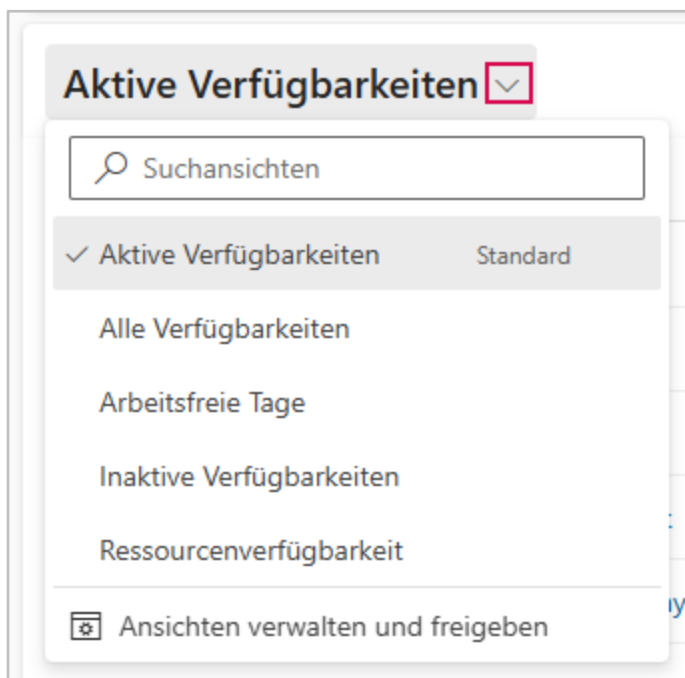 Aktive Verfügbarkeiten
Suchansichten
Aktive Verfügbarkeiten Standard
Alle Verfügbarkeiten
Arbeitsfreie Tage
Inaktive Verfügbarkeiten
Ressourcenverfügbarkeit
Ansichten verwalten und freigeben